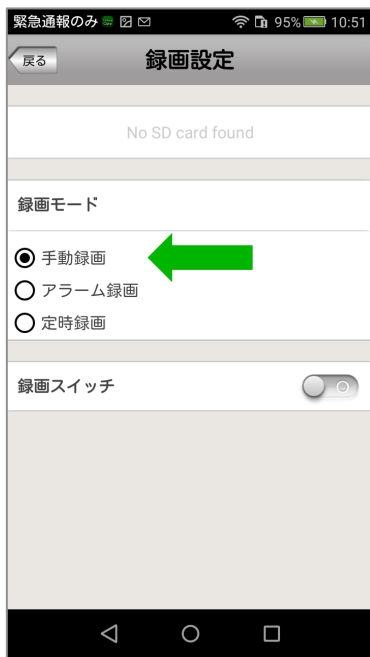 緊急通報のみ 95% 10:51
戻る 録画設定
No SD card found
録画モード
手動録画
アラーム録画
定時録画
録画スイッチ